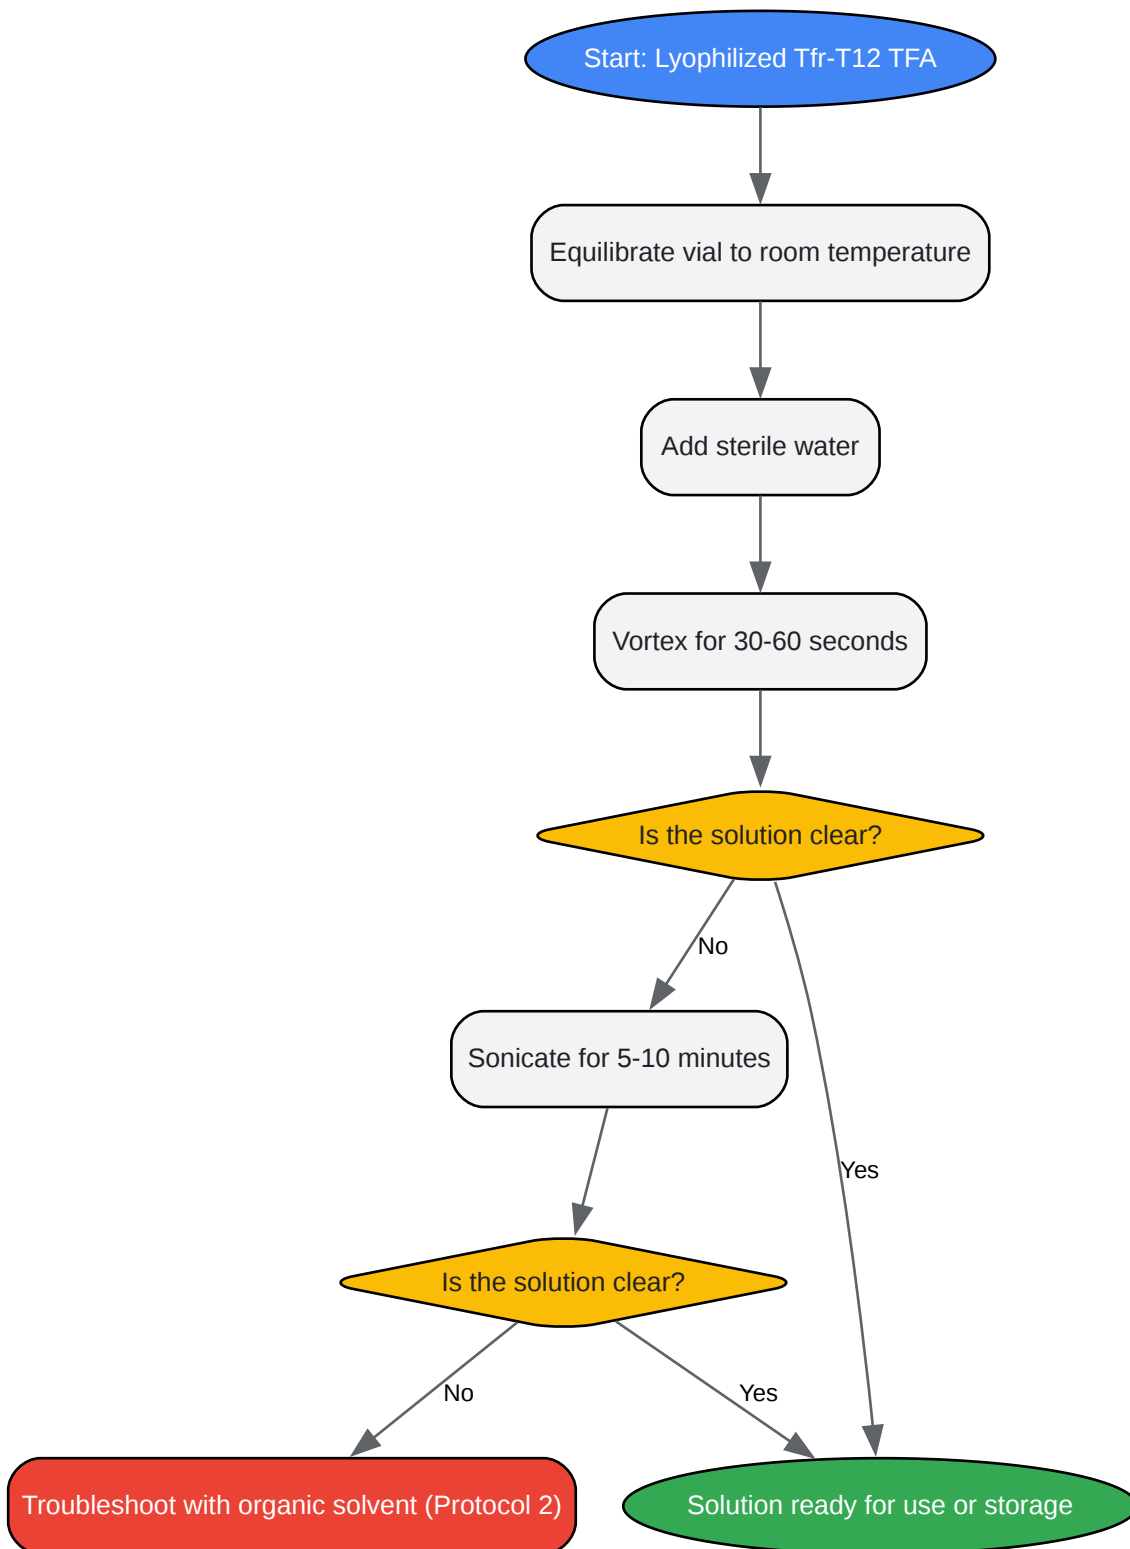 Start: Lyophilized Tfr-T12 TFA
Equilibrate vial to room temperature
Add sterile water
Vortex for 30-60 seconds
Is the solution clear?
No
Sonicate for 5-10 minutes
Yes
Is the solution clear?
No
Yes
Troubleshoot with organic solvent (Protocol 2)
Solution ready for use or storage